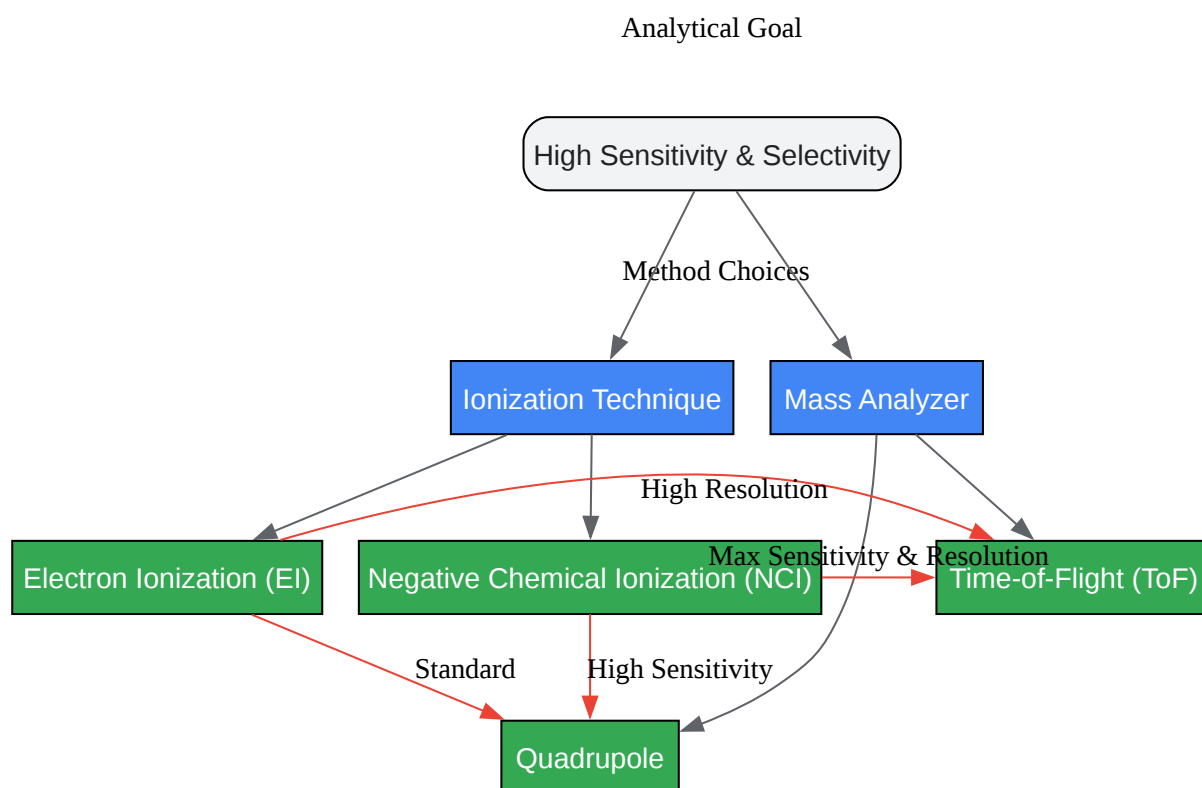 Analytical Goal
High Sensitivity & Selectivity
Method Choices
Ionization Technique
Mass Analyzer
High Resolution
Max Sensitivity & Resolution
Electron Ionization (EI)
Negative Chemical Ionization (NCI)
Time-of-Flight (ToF)
Standard
High Sensitivity
Quadrupole